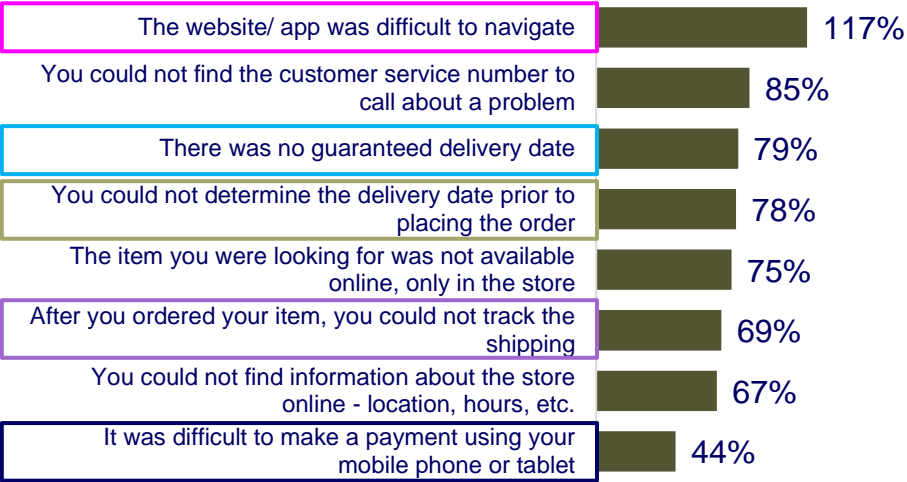 The website/ app was difficult to navigate
117%
You could not find the customer service number to
call about a problem
85%
There was no guaranteed delivery date
79%
You could not determine the delivery date prior to
placing the order
78%
The item you were looking for was not available
online, only in the store
75%
After you ordered your item, you could not track the
shipping
69%
You could not find information about the store
online - location, hours, etc.
67%
It was difficult to make a payment using your
mobile phone or tablet
44%